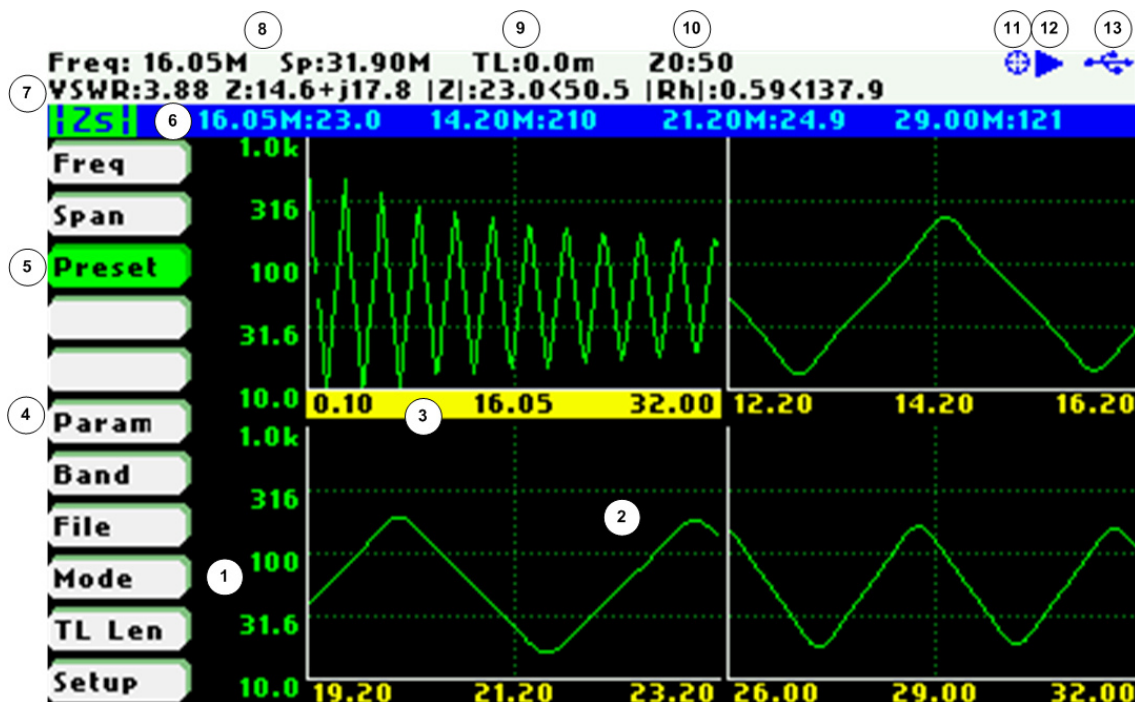 8 9 10 11 12 13
Freq: 16.05M Sp:31.90M TL:0.0m Z0:50
7
VSWR:3.88 Z:14.6+j17.8 |Z|:23.0<50.5 |Rh|:0.59<137.9
|Zs| 6 16.05M:23.0 14.20M:210 21.20M:24.9 29.00M:121
Freq
1.0k
Span
316
5
Preset
100
31.6
10.0
0.10 16.05 32.00
12.20 14.20 16.20
4
Param
3
1.0k
Band
316
File
2
100
Mode
1
TL Len
31.6
Setup
10.0
19.20 21.20 23.20
26.00 29.00 32.00